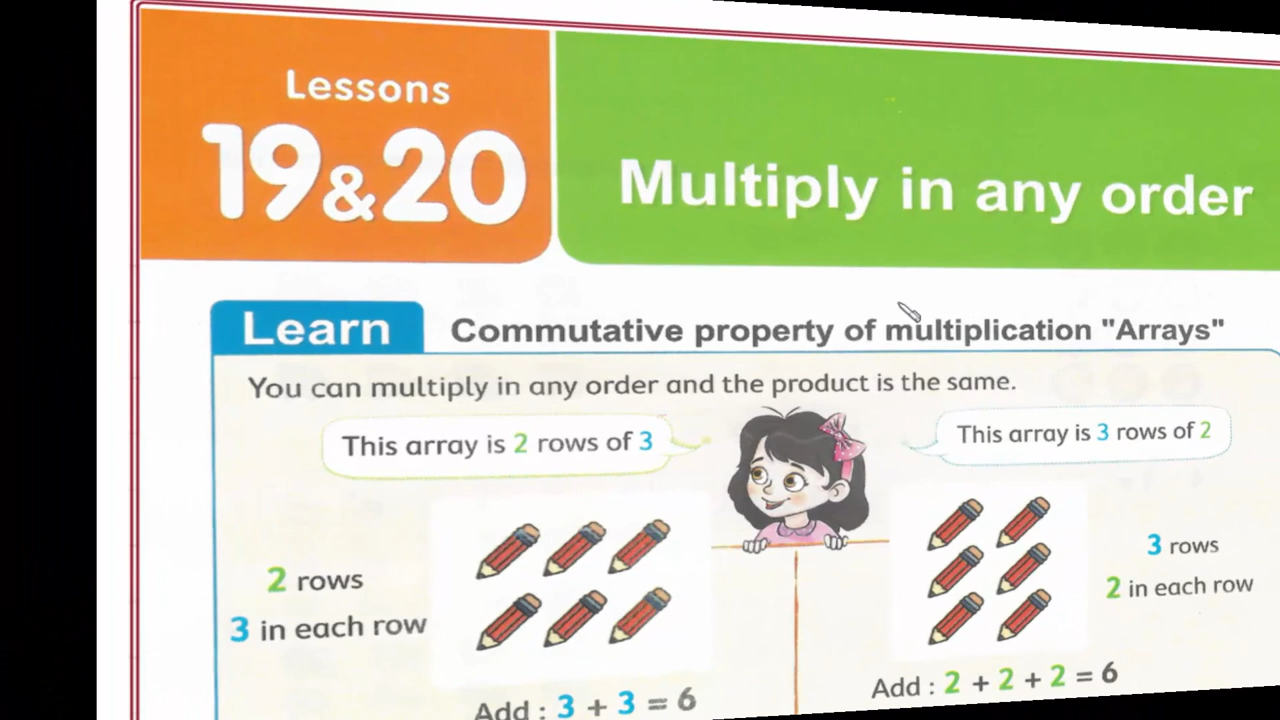 Lessons
19&20
Multiply in any order
Learn
Commutative property of multiplication "Arrays"
You can multiply in any order and the product is the same.
This array is 2 rows of 3
This array is 3 rows of 2
2 rows
3 in each row
3 rows
2 in each row
Add : 3 + 3 = 6
Add : 2 + 2 + 2 = 6